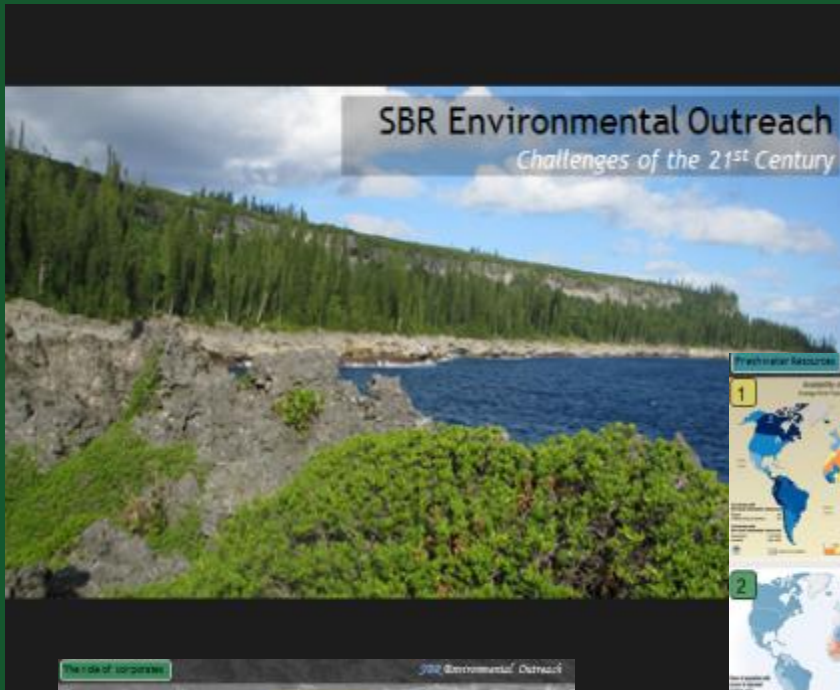 SBR Environmental Outreach
Challenges of the 21st Century
Freshwater Resources
1
2
The role of corporates
SBR Environmental Outreach